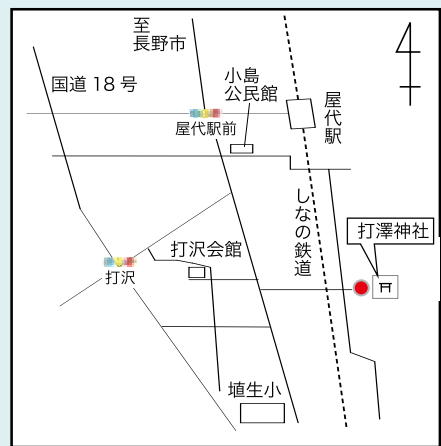 至
長野市
国道 18 号
小島
公民館
屋代駅
屋代駅前
しなの鉄道
打澤神社
打沢会館
打沢
埴生小